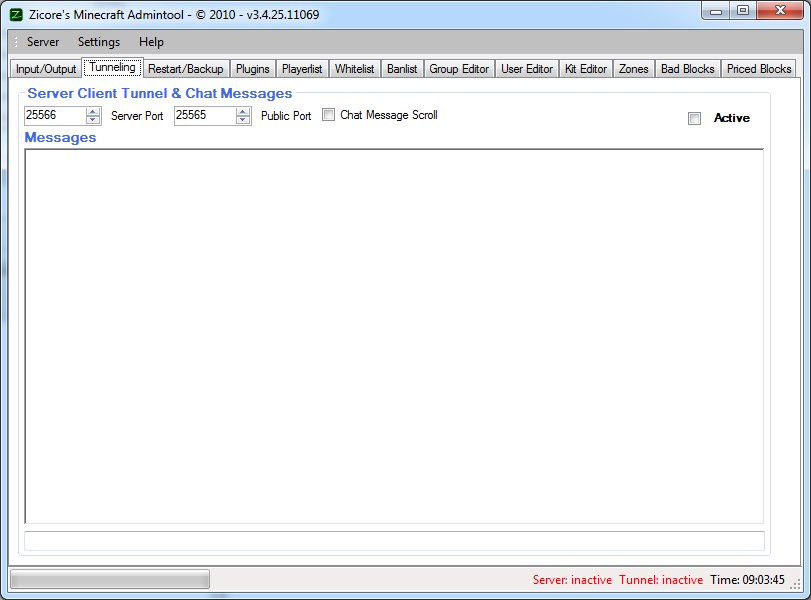 Zicore's Minecraft Admintool - © 2010 - v3.4.25.11069
Server Settings Help
Input/Output Tunneling Restart/Backup Plugins Playerlist Whitelist Banlist Group Editor User Editor Kit Editor Zones Bad Blocks Priced Blocks
Server Client Tunnel & Chat Messages
25566 Server Port 25565 Public Port Chat Message Scroll Active
Messages
Server: inactive Tunnel: inactive Time: 09:03:45